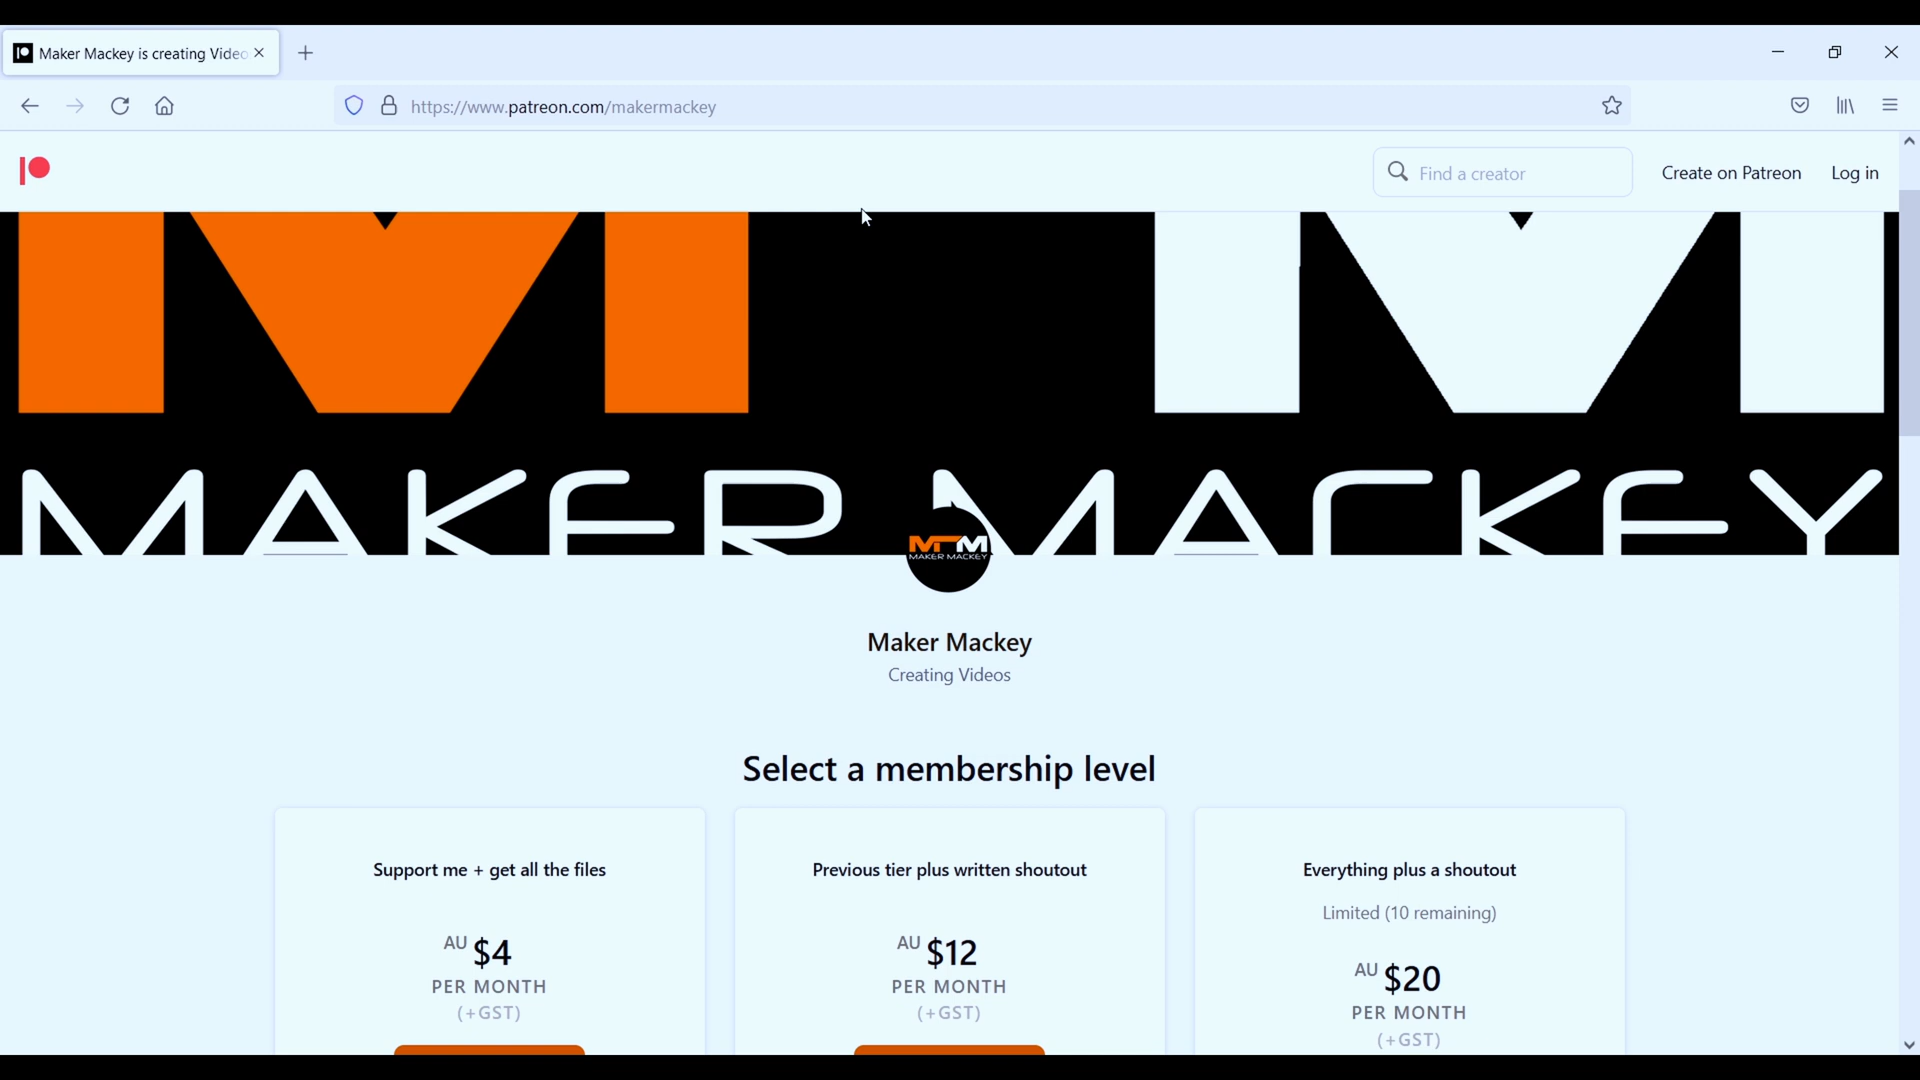 Maker Mackey is creating Video
https://www.patreon.com/makermackey
Find a creator
Create on Patreon
Log in
MAKER MACKEY
MAKER MACKEY
Maker Mackey
Creating Videos
Select a membership level
Support me + get all the files
AU $4
PER MONTH
(+GST)
Previous tier plus written shoutout
AU $12
PER MONTH
(+GST)
Everything plus a shoutout
Limited (10 remaining)
AU $20
PER MONTH
(+GST)